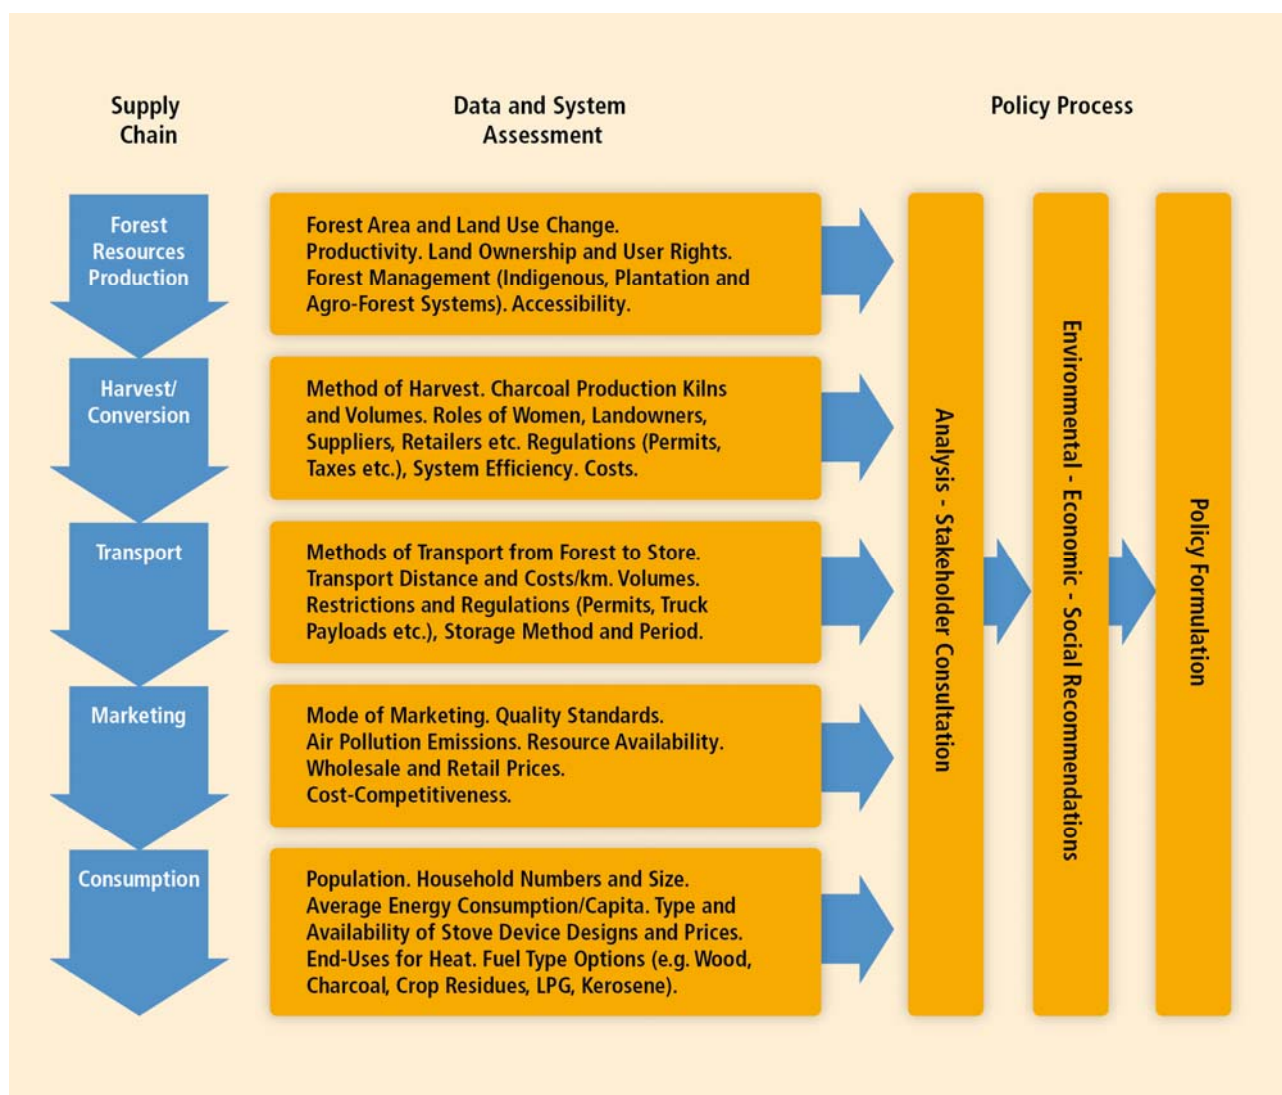 Supply
Chain
Data and System
Assessment
Policy Process
Forest
Resources
Production
Forest Area and Land Use Change.
Productivity. Land Ownership and User Rights.
Forest Management (Indigenous, Plantation and
Agro-Forest Systems). Accessibility.
Harvest/
Conversion
Method of Harvest. Charcoal Production Kilns
and Volumes. Roles of Women, Landowners,
Suppliers, Retailers etc. Regulations (Permits,
Taxes etc.), System Efficiency. Costs.
Transport
Methods of Transport from Forest to Store.
Transport Distance and Costs/km. Volumes.
Restrictions and Regulations (Permits, Truck
Payloads etc.), Storage Method and Period.
Marketing
Mode of Marketing. Quality Standards.
Air Pollution Emissions. Resource Availability.
Wholesale and Retail Prices.
Cost-Competitiveness.
Consumption
Population. Household Numbers and Size.
Average Energy Consumption/Capita. Type and
Availability of Stove Device Designs and Prices.
End-Uses for Heat. Fuel Type Options (e.g. Wood,
Charcoal, Crop Residues, LPG, Kerosene).
Analysis - Stakeholder Consultation
Environmental - Economic - Social Recommendations
Policy Formulation